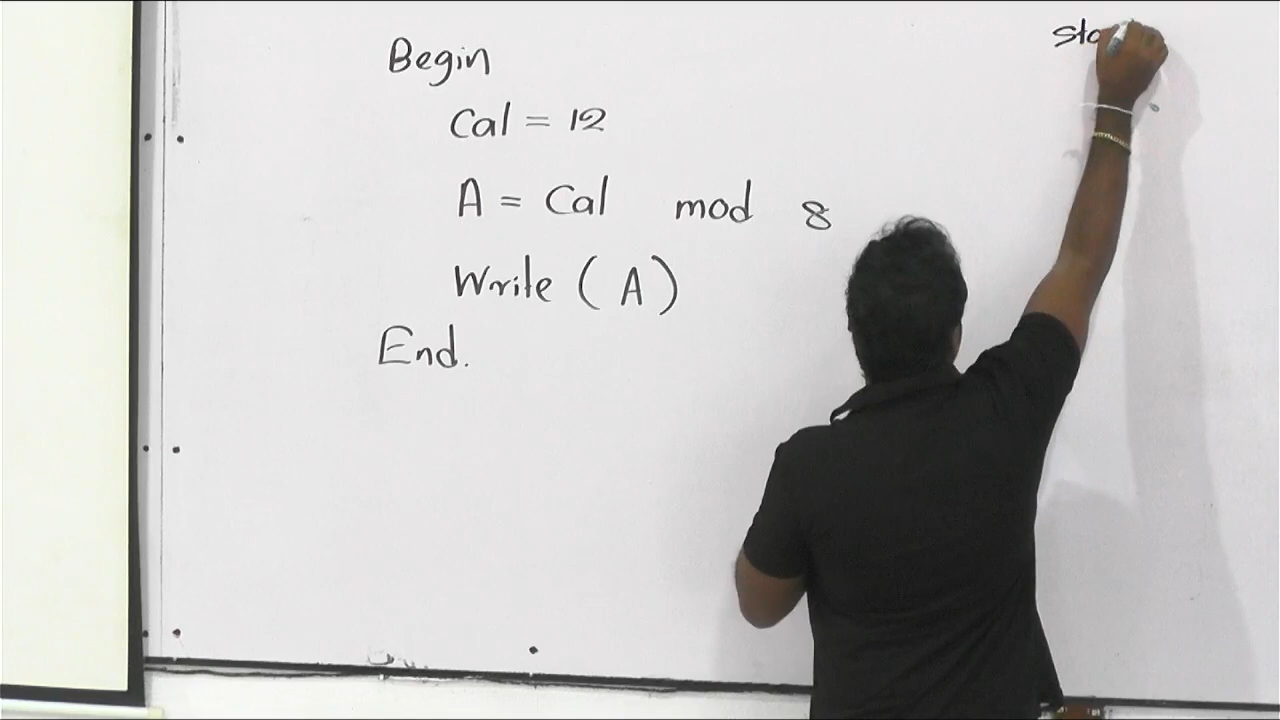 Begin
Cal = 12
A = Cal mod 8
Write (A)
End.